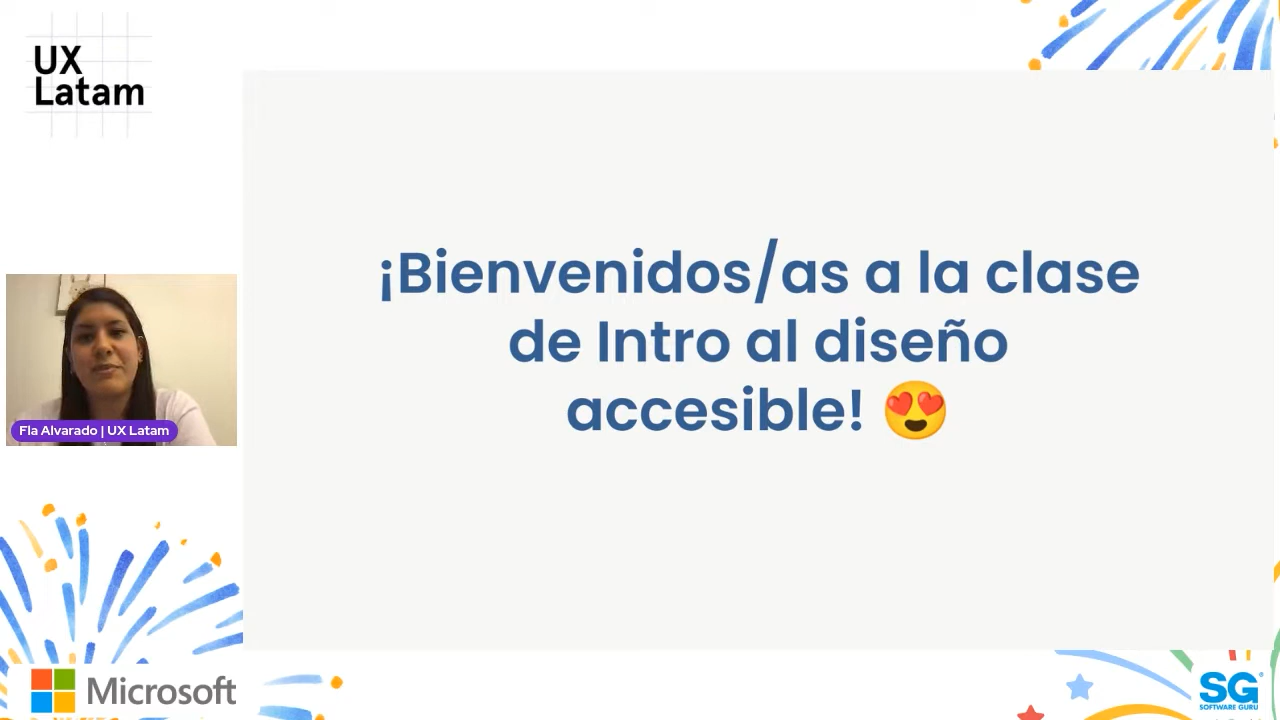 UX
Latam
¡Bienvenidos/as a la clase
de Intro al diseño
accesible! 😍
Fla Alvarado | UX Latam
Microsoft
SG
SOFTWARE GURU